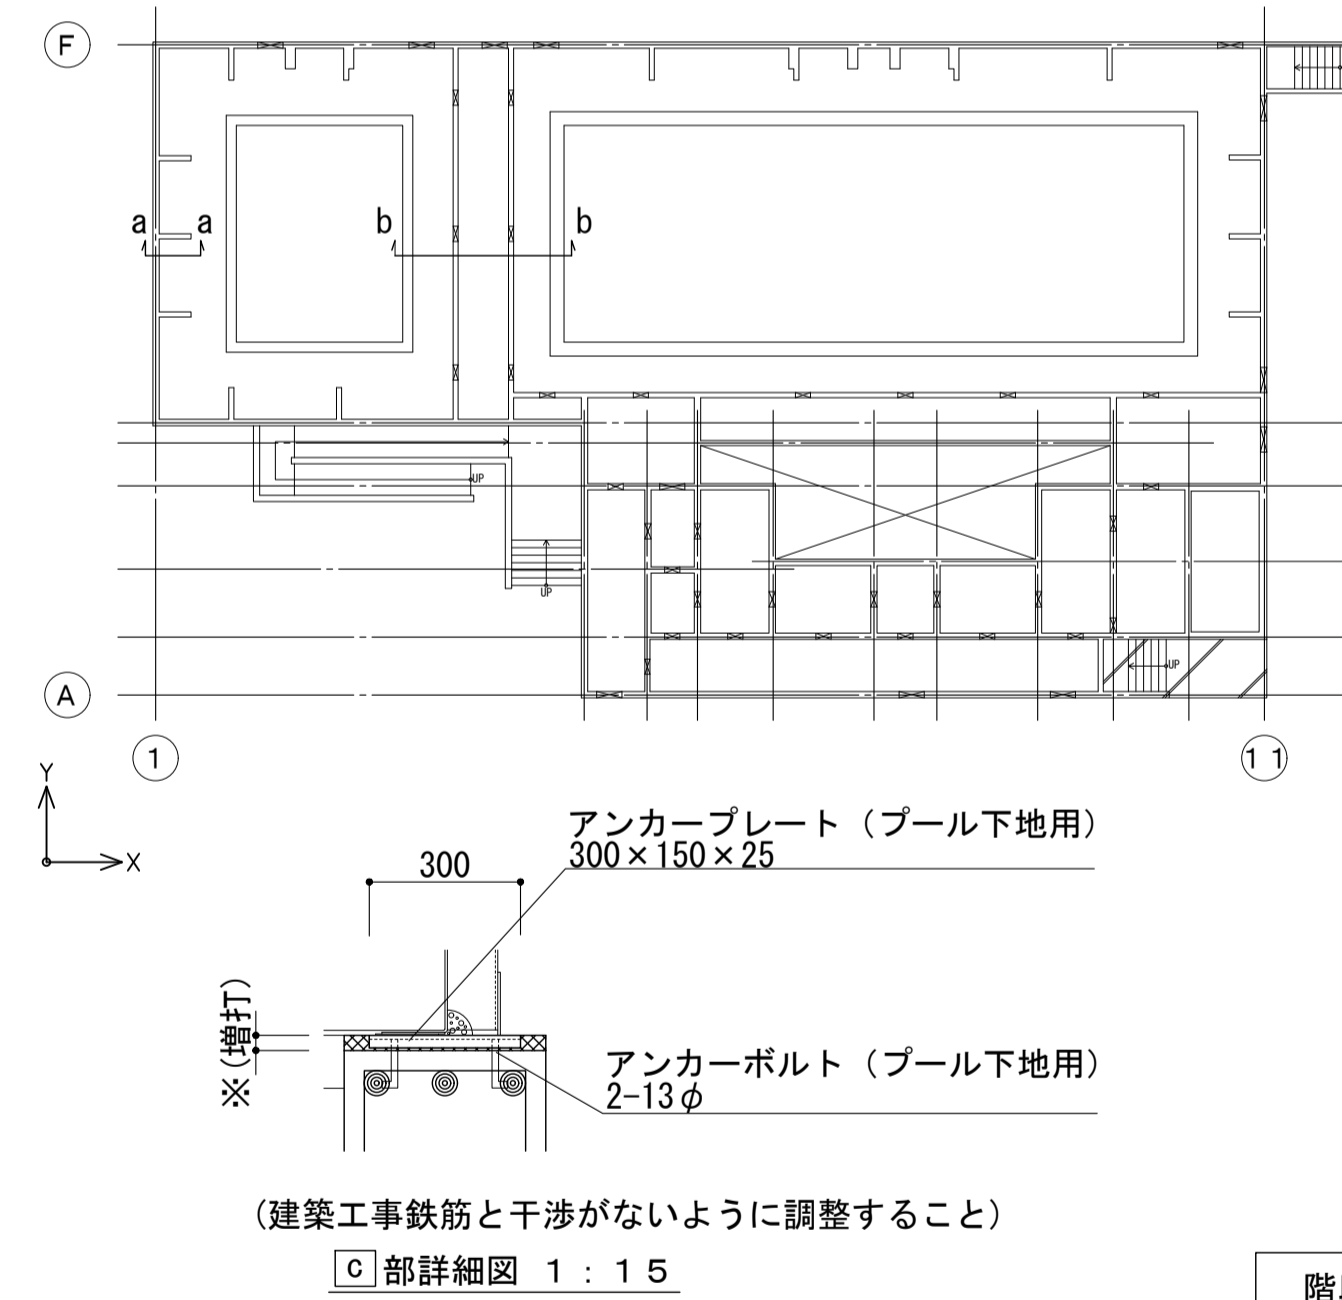 F
a a b b
UP
UP
UP
A
1 11
Y
X
アンカープレート（プール下地用）
300×150×25
300
※(増打)
アンカーボルト（プール下地用）
2-13φ
（建築工事鉄筋と干渉がないように調整すること）
C 部詳細図 1：15